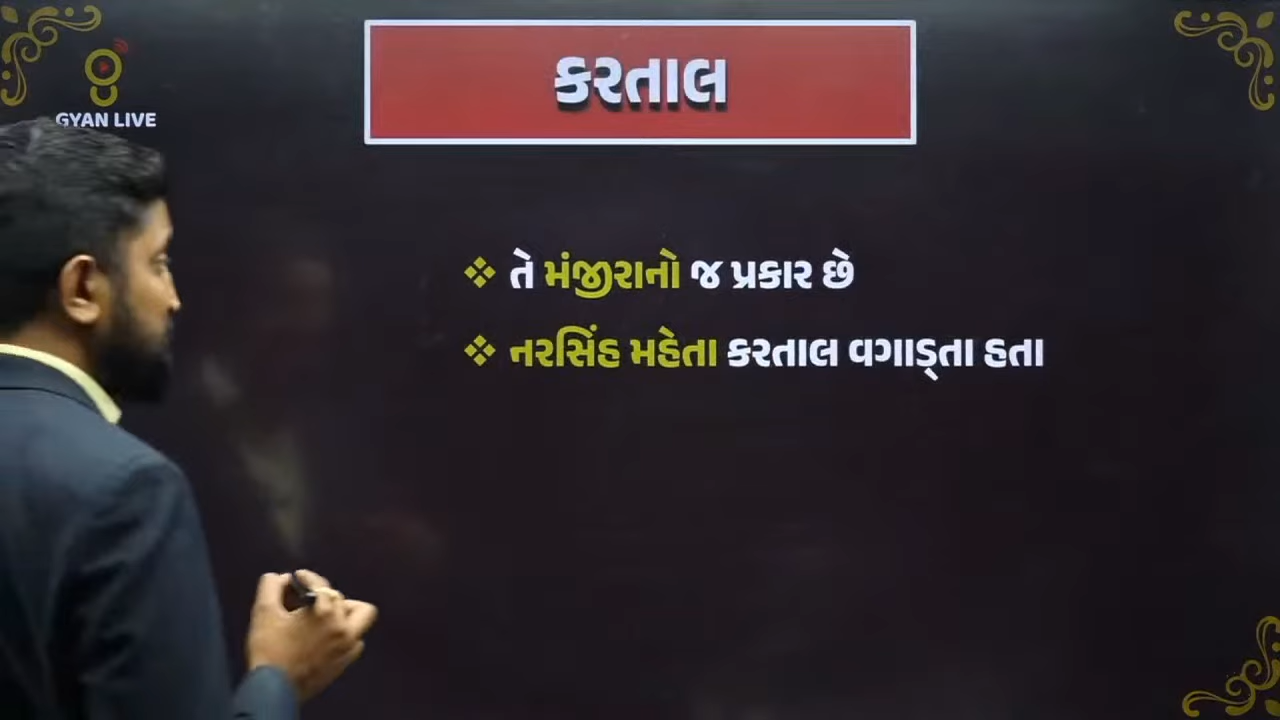 કરતાલ
GYAN LIVE
❖ તે મંજીરાનો જ પ્રકાર છે
❖ નરસિંહ મહેતા કરતાલ વગાડ્તા હતા